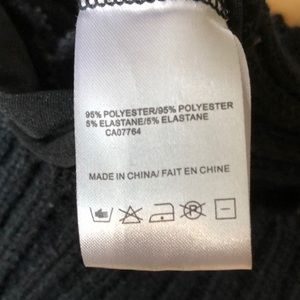 95% POLYESTER/95% POLYESTER
5% ELASTANE/5% ELASTANE
CA07764
MADE IN CHINA/ FAIT EN CHINE